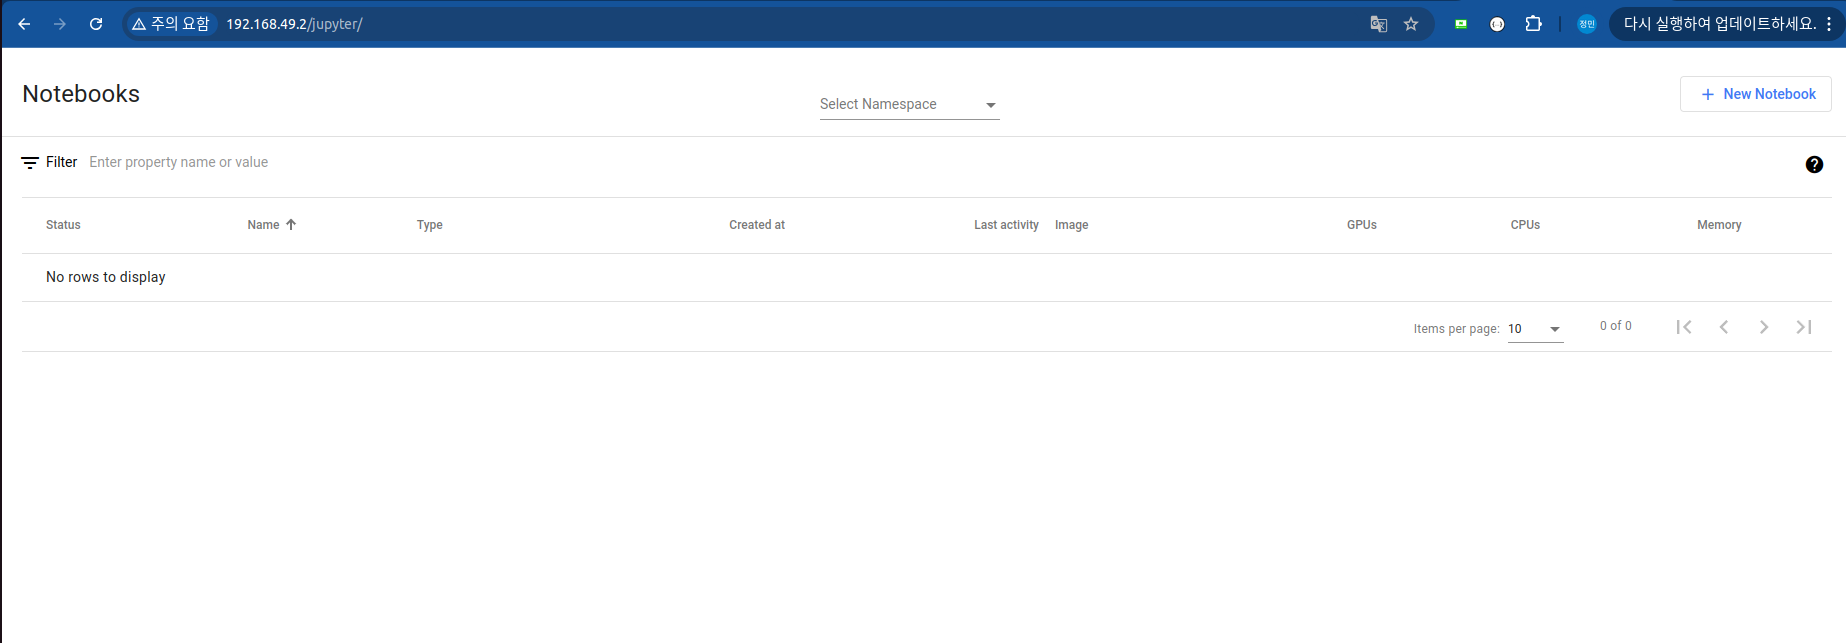 주의 요함 192.168.49.2/jupyter/ 정민 다시 실행하여 업데이트하세요.
Notebooks
Select Namespace
+ New Notebook
Filter Enter property name or value
Status Name Type Created at Last activity Image GPUs CPUs Memory
No rows to display
Items per page: 10 0 of 0